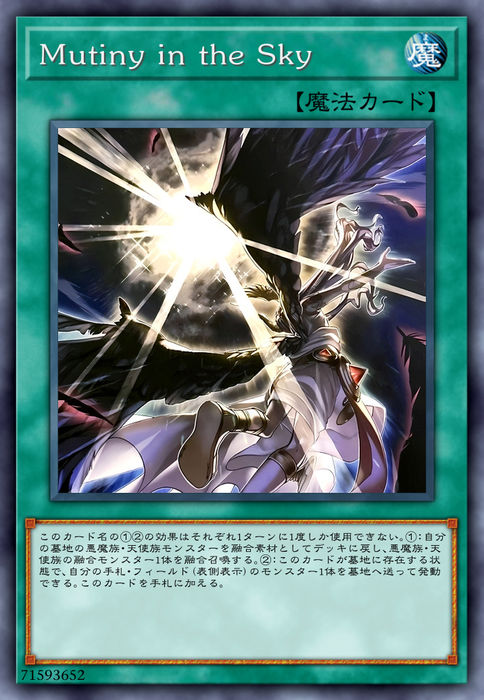 Mutiny in the Sky
魔
【魔法カード】
このカード名の①②の効果はそれぞれ1ターンに1度しか使用できない。①:自分
の墓地の悪魔族・天使族モンスターを融合素材としてデッキに戻し、悪魔族・天
使族の融合モンスター1体を融合召喚する。②:このカードが墓地に存在する状
態で、自分の手札・フィールド(表側表示)のモンスター1体を墓地へ送って発動
できる。このカードを手札に加える。
71593652